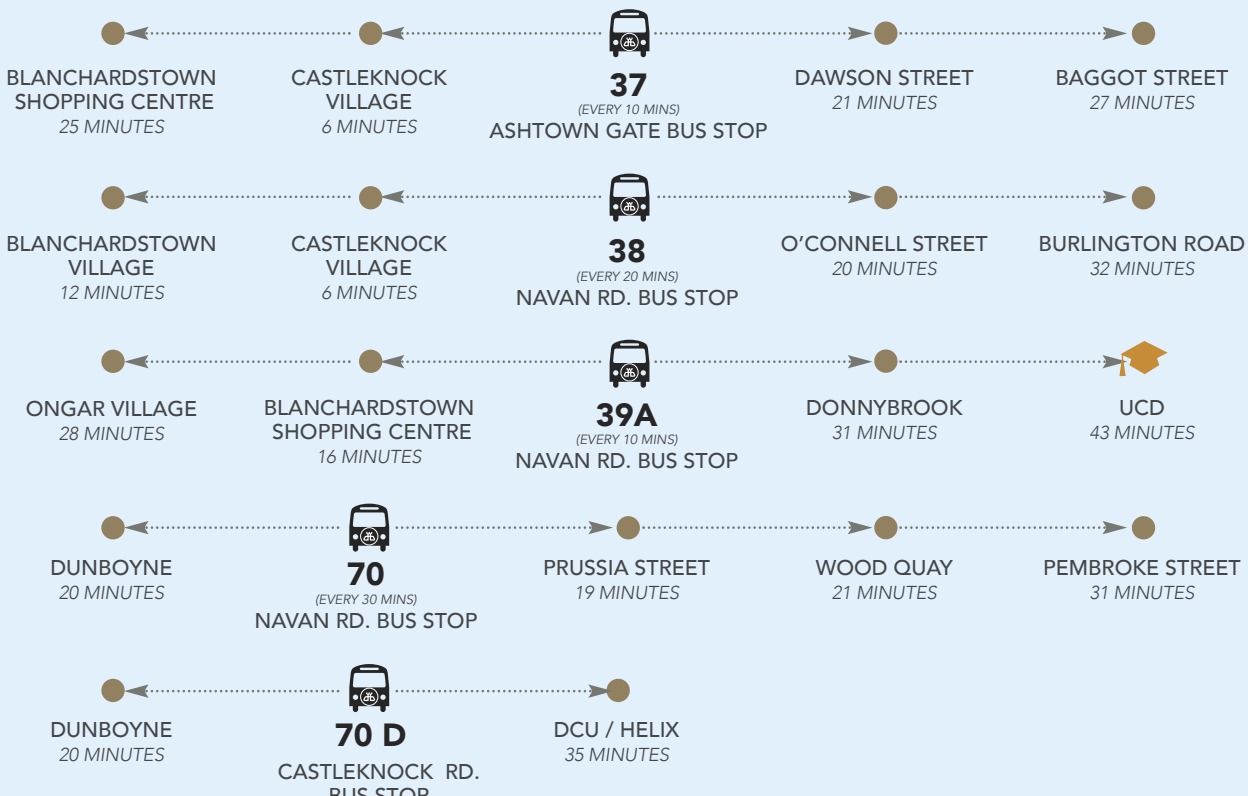 BLANCHARDSTOWN
SHOPPING CENTRE
25 MINUTES
CASTLEKNOCK
VILLAGE
6 MINUTES
37
(EVERY 10 MINS)
ASHTOWN GATE BUS STOP
DAWSON STREET
21 MINUTES
BAGGOT STREET
27 MINUTES
BLANCHARDSTOWN
VILLAGE
12 MINUTES
CASTLEKNOCK
VILLAGE
6 MINUTES
38
(EVERY 20 MINS)
NAVAN RD. BUS STOP
O'CONNELL STREET
20 MINUTES
BURLINGTON ROAD
32 MINUTES
ONGAR VILLAGE
28 MINUTES
BLANCHARDSTOWN
SHOPPING CENTRE
16 MINUTES
39A
(EVERY 10 MINS)
NAVAN RD. BUS STOP
DONNYBROOK
31 MINUTES
UCD
43 MINUTES
DUNBOYNE
20 MINUTES
70
(EVERY 30 MINS)
NAVAN RD. BUS STOP
PRUSSIA STREET
19 MINUTES
WOOD QUAY
21 MINUTES
PEMBROKE STREET
31 MINUTES
DUNBOYNE
20 MINUTES
70 D
CASTLEKNOCK RD.
BUS STOP
DCU / HELIX
35 MINUTES